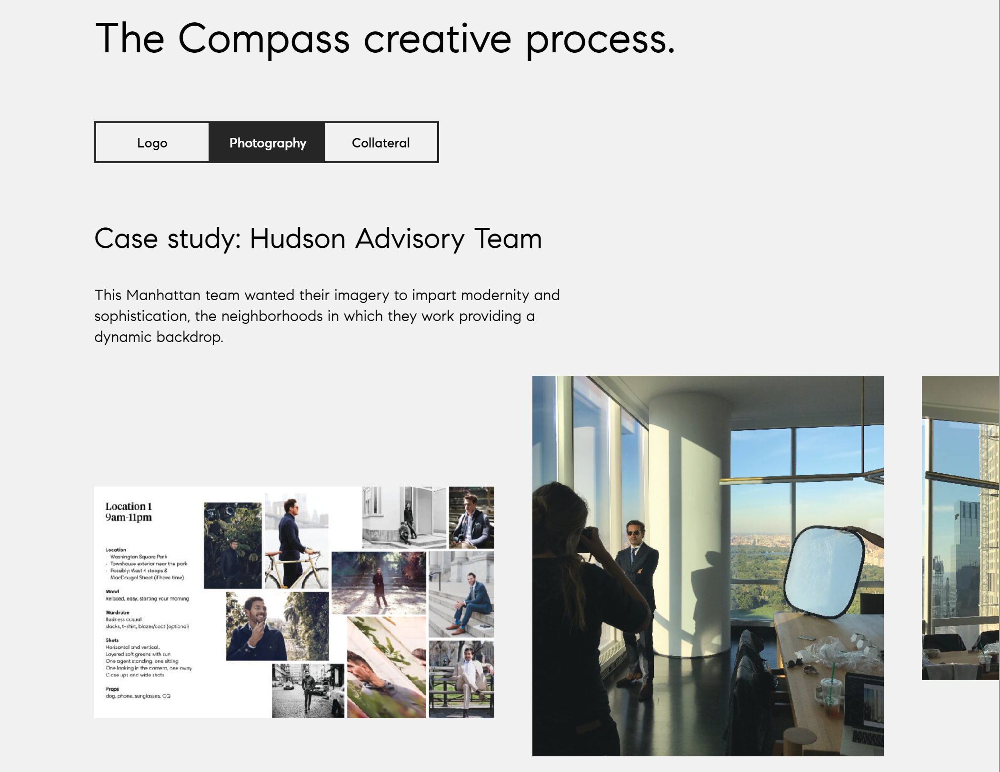 The Compass creative process.
Logo
Photography
Collateral
Case study: Hudson Advisory Team
This Manhattan team wanted their imagery to impart modernity and
sophistication, the neighborhoods in which they work providing a
dynamic backdrop.
Location 1
9am-11pm
Location
- Washington Square Park
- Townhouse exterior near the park
- Possibly: West 4 stoops &
MacDougal Street (if have time)
Mood
Relaxed, easy, starting your morning
Wardrobe
Business casual
slacks, t-shirt, blazer/coat (optional)
Shots
Horizontal and vertical.
Layered soft greens with sun
One agent standing, one sitting
One looking in the camera, one away
Close ups and wide shots
Props
dog, phone, sunglasses, CQ